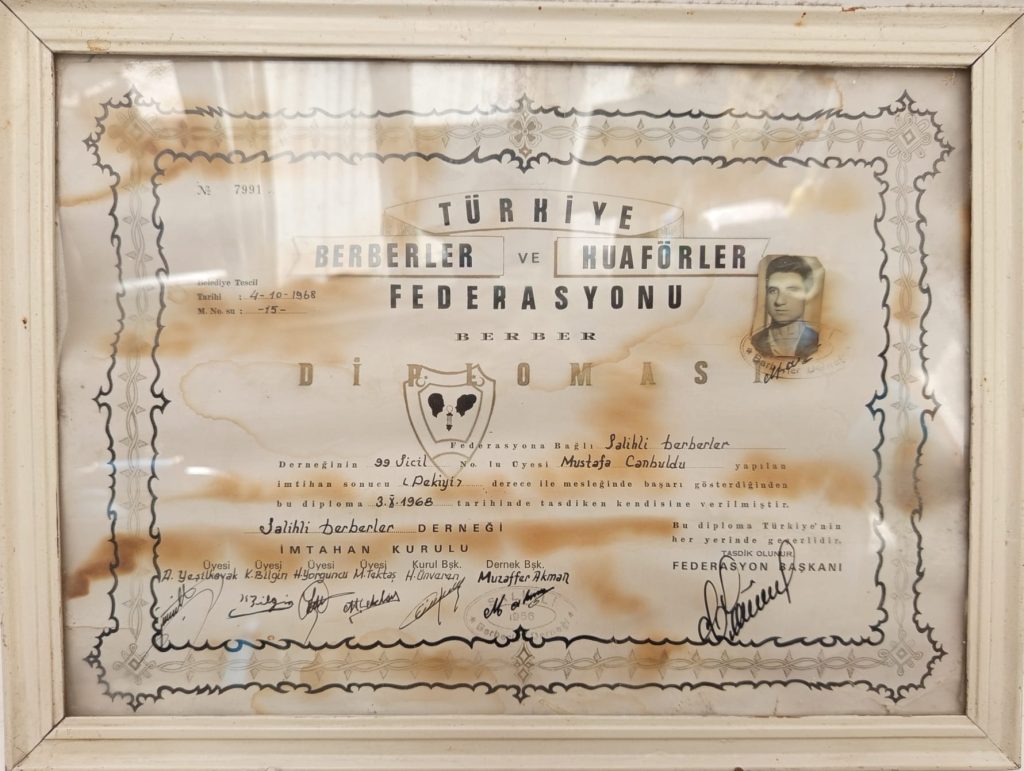 № 7991
TÜRKİYE
BERBERLER VE KUAFÖRLER
FEDERASYONU
Belediye Tescil
Tarihi : 4-10-1968
M. No. su : -15-
BERBER
DİPLOMASI
Federasyona Bağlı Salihli Berberler
Derneğinin 99 Sicil No. lu üyesi Mustafa Canbuldu yapılan
imtihan sonucu (Pekiyi) derece ile mesleğinde başarı gösterdiğinden
bu diploma 3.8.1968 tarihinde tasdiken kendisine verilmiştir.
Salihli Berberler DERNEĞİ
İMTAHAN KURULU
Bu diploma Türkiye'nin
her yerinde geçerlidir.
TASDİK OLUNUR
FEDERASYON BAŞKANI
Üyesi Üyesi Üyesi Üyesi Kurul Bşk. Dernek Bşk.
A. Yeşilkayak K. Bilgin H. Yorguncu M. Tektaş H. Ünveren Muzaffer Akman
1956